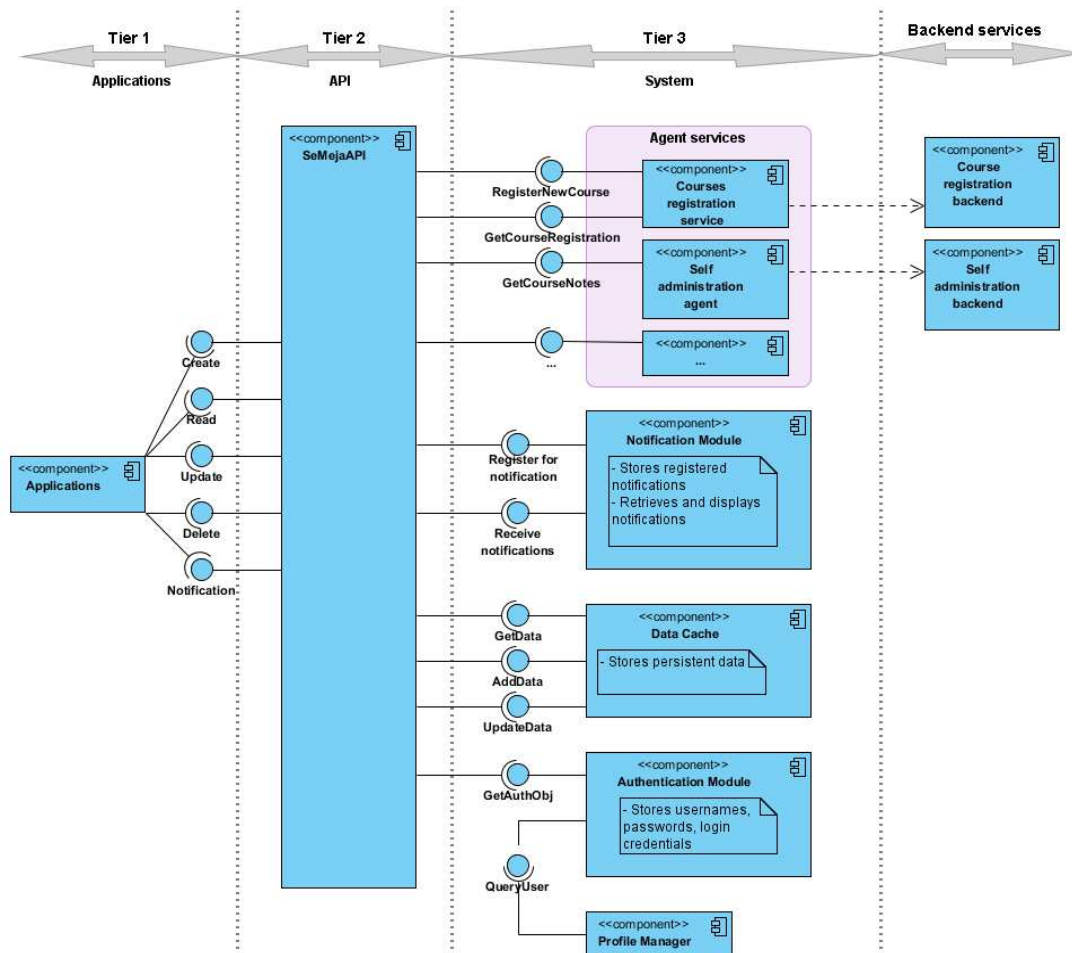 Tier 1
Tier 2
Tier 3
Backend services
Applications
API
System
<<component>>
SeMejaAPI
Agent services
RegisterNewCourse
<<component>>
Courses
registration
service
<<component>>
Course
registration
backend
GetCourseRegistration
GetCourseNotes
<<component>>
Self
administration
agent
<<component>>
Self
administration
backend
...
<<component>>
...
Create
Read
Update
Delete
Notification
<<component>>
Applications
Register for
notification
Receive
notifications
<<component>>
Notification Module
- Stores registered
notifications
- Retrieves and displays
notifications
GetData
AddData
UpdateData
<<component>>
Data Cache
- Stores persistent data
GetAuthObj
<<component>>
Authentication Module
- Stores usernames,
passwords, login
credentials
QueryUser
<<component>>
Profile Manager